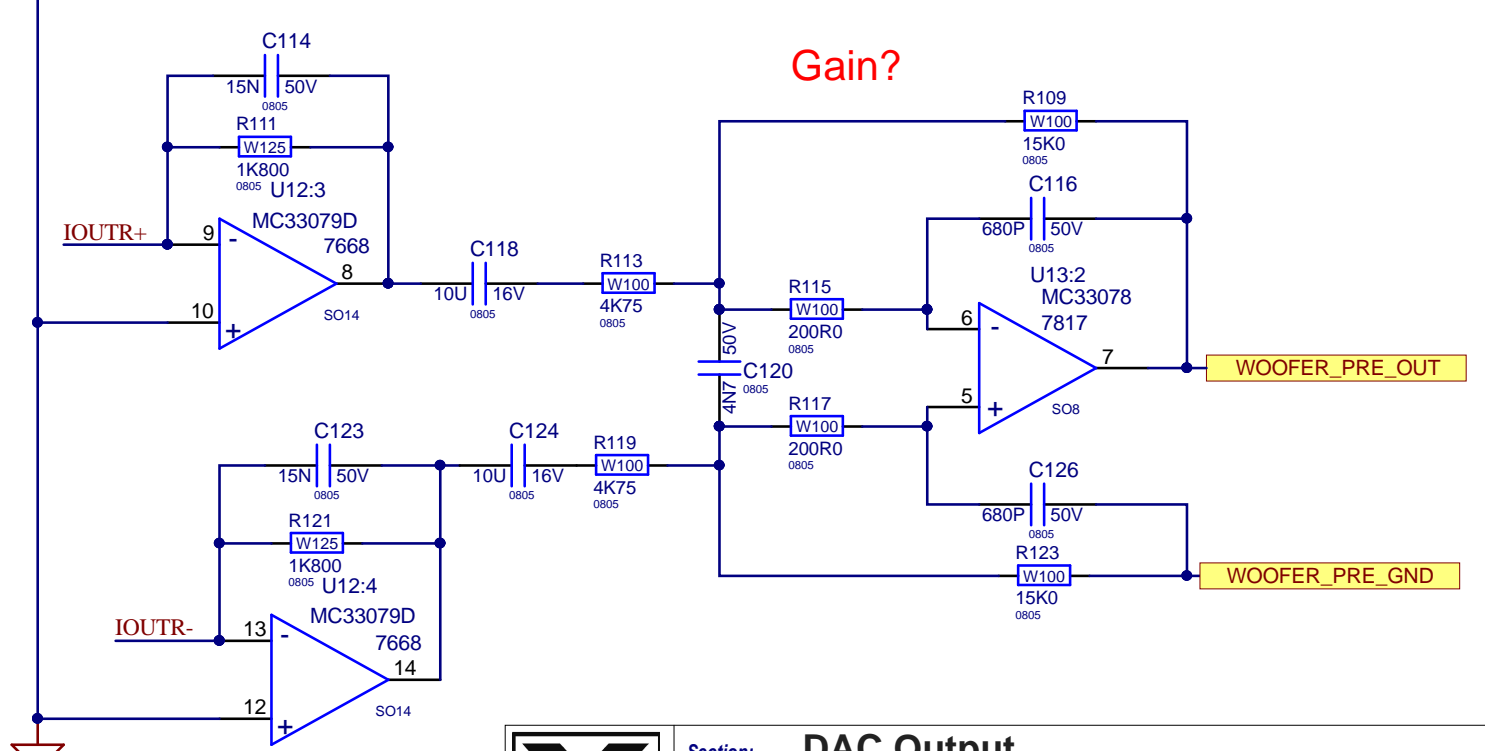 C114
15N 50V
0805
R111
W125
1K800
0805 U12:3
MC33079D
7668
IOUTR+
9
-
8
10
+
SO14
C118
10U 16V
0805
R113
W100
4K75
0805
Gain?
R109
W100
15K0
0805
C116
680P 50V
0805
R115
W100
200R0
0805
U13:2
MC33078
7817
6
-
7
5
+
SO8
WOOFER_PRE_OUT
50V
C120
0805
4N7
R117
W100
200R0
0805
C123
15N 50V
0805
C124
10U 16V
0805
R119
W100
4K75
0805
R121
W125
1K800
0805 U12:4
MC33079D
7668
IOUTR-
13
-
14
12
+
SO14
C126
680P 50V
0805
R123
W100
15K0
0805
WOOFER_PRE_GND
Section: DAC Output